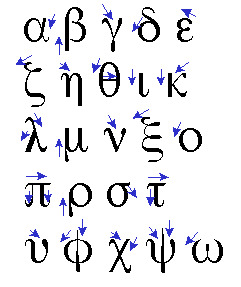 α β γ δ ε
ζ η θ ι κ
λ μ ν ξ ο
π ρ σ τ
υ φ χ ψ ω